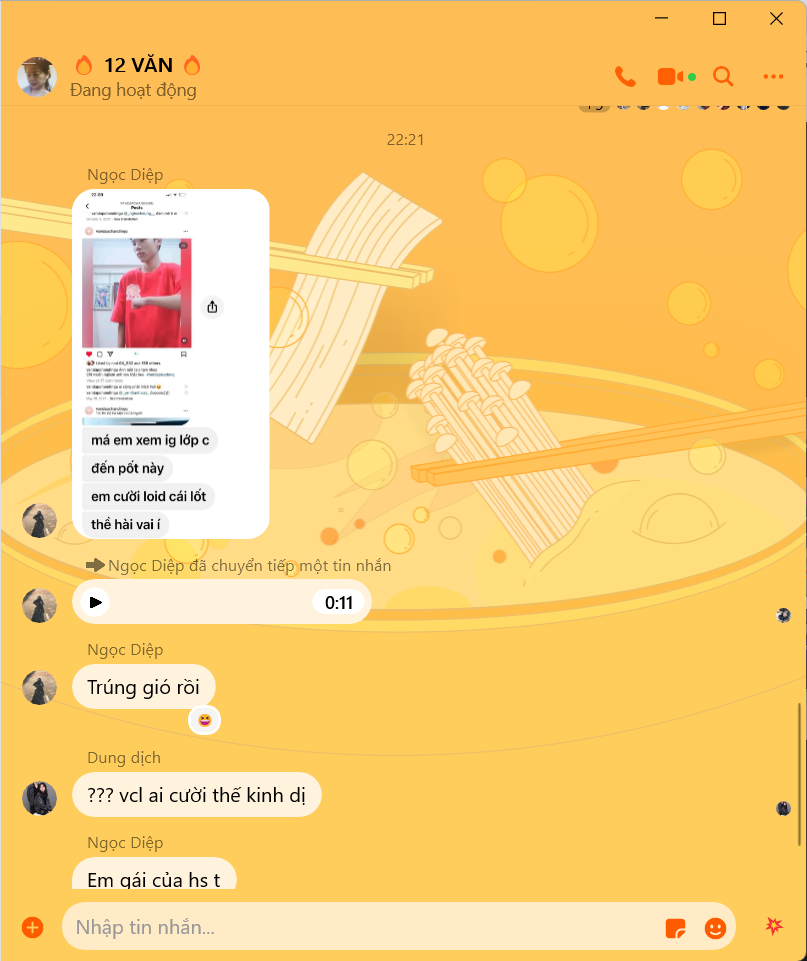 12 VĂN
Đang hoạt động
22:21
Ngọc Diệp
Posts
má em xem ig lớp c
đến pốt này
em cười loid cái lốt
thề hài vai í
Ngọc Diệp đã chuyển tiếp một tin nhắn
0:11
Ngọc Diệp
Trúng gió rồi
Dung dịch
??? vcl ai cười thế kinh dị
Ngọc Diệp
Em gái của hs t
Nhập tin nhắn...